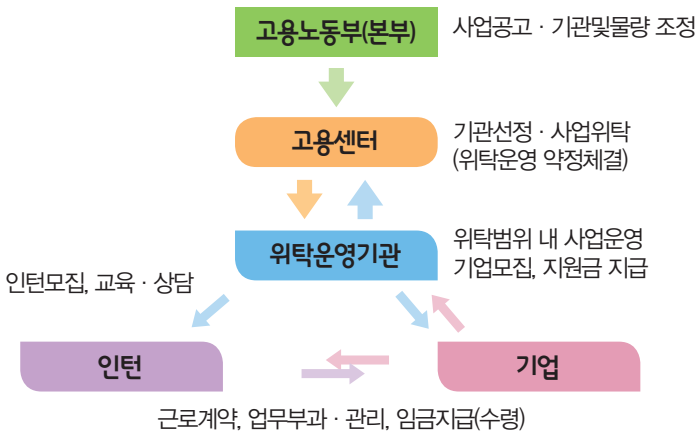 고용노동부(본부)
사업공고 · 기관및물량 조정
고용센터
기관선정 · 사업위탁
(위탁운영 약정체결)
위탁운영기관
위탁범위 내 사업운영
기업모집, 지원금 지급
인턴모집, 교육 · 상담
인턴
기업
근로계약, 업무부과 · 관리, 임금지급(수령)